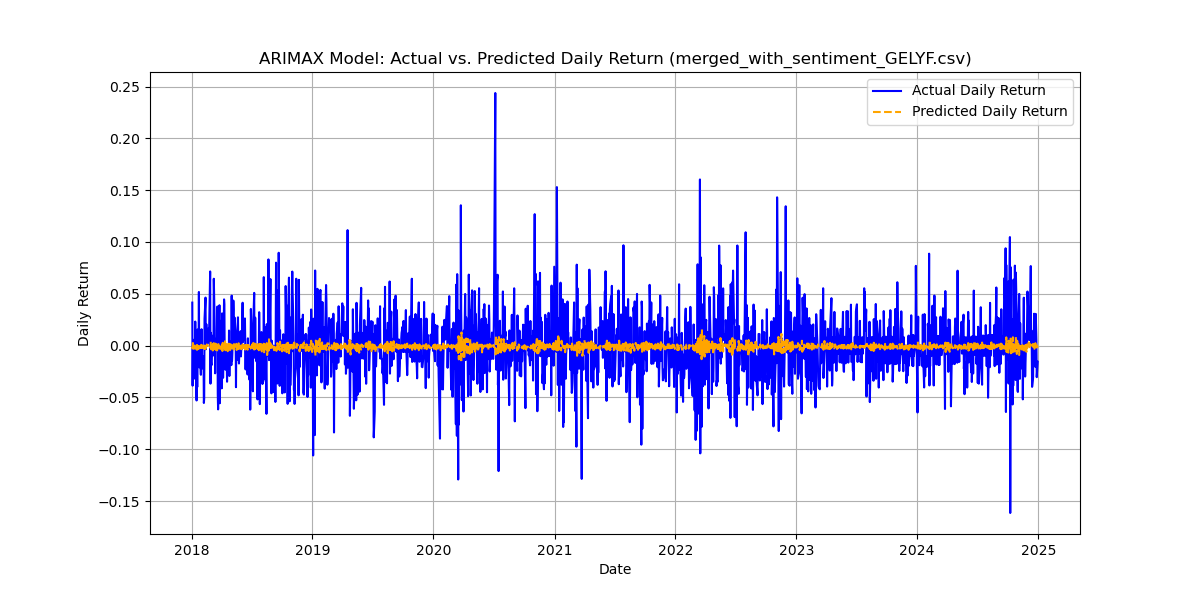 ARIMAX Model: Actual vs. Predicted Daily Return (merged_with_sentiment_GELYF.csv)
Actual Daily Return
Predicted Daily Return
Daily Return
0.25
0.20
0.15
0.10
0.05
0.00
−0.05
−0.10
−0.15
2018 2019 2020 2021 2022 2023 2024 2025
Date